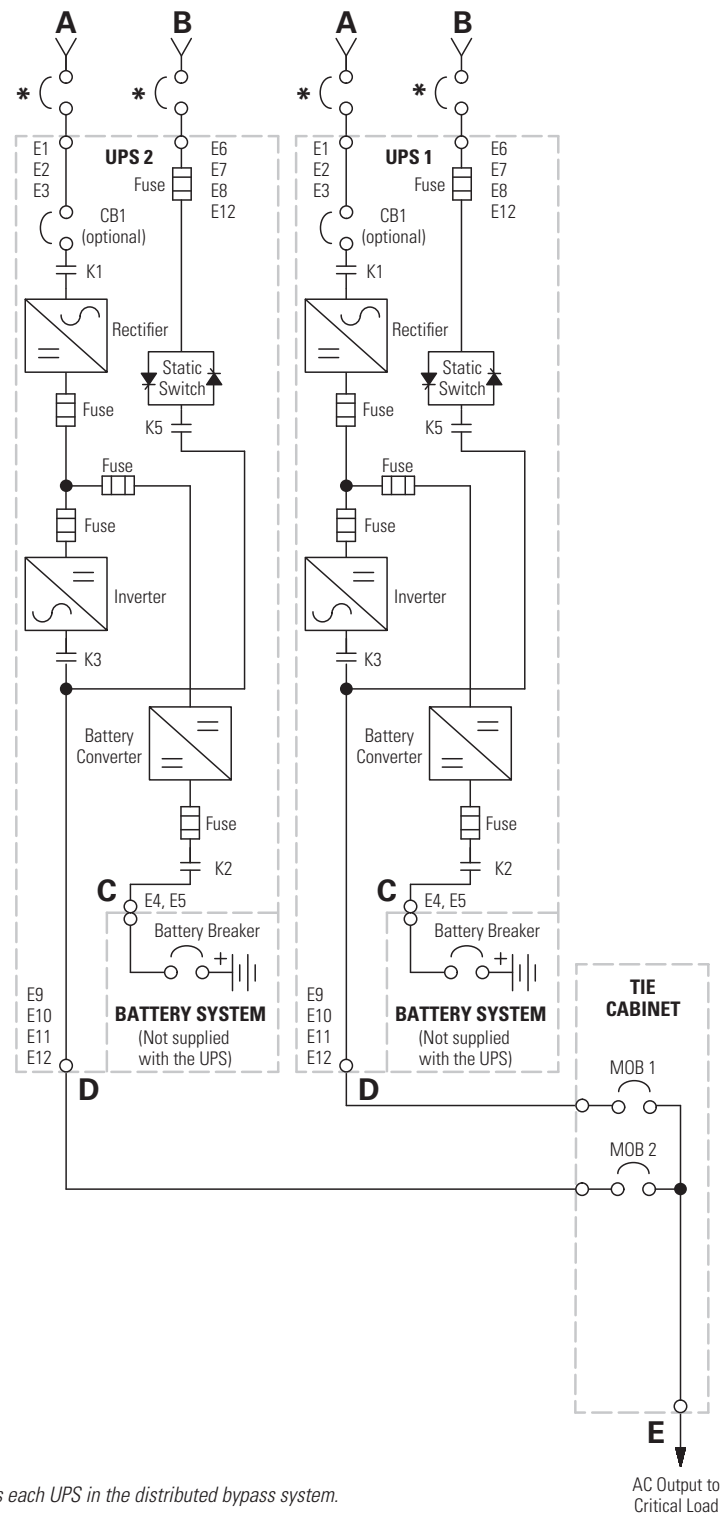 A B A B
* * * *
UPS 2
E1
E2
E3
E6
E7
E8
E12
Fuse
CB1
(optional)
K1
Rectifier
Static
Switch
Fuse
K5
Fuse
Fuse
Inverter
K3
Battery
Converter
Fuse
K2
C
E4, E5
Battery Breaker
+
BATTERY SYSTEM
(Not supplied
with the UPS)
E9
E10
E11
E12
D
UPS 1
E1
E2
E3
E6
E7
E8
E12
Fuse
CB1
(optional)
K1
Rectifier
Static
Switch
Fuse
K5
Fuse
Fuse
Inverter
K3
Battery
Converter
Fuse
K2
C
E4, E5
Battery Breaker
+
BATTERY SYSTEM
(Not supplied
with the UPS)
E9
E10
E11
E12
D
TIE
CABINET
MOB 1
MOB 2
E
AC Output to
Critical Load
each UPS in the distributed bypass system.